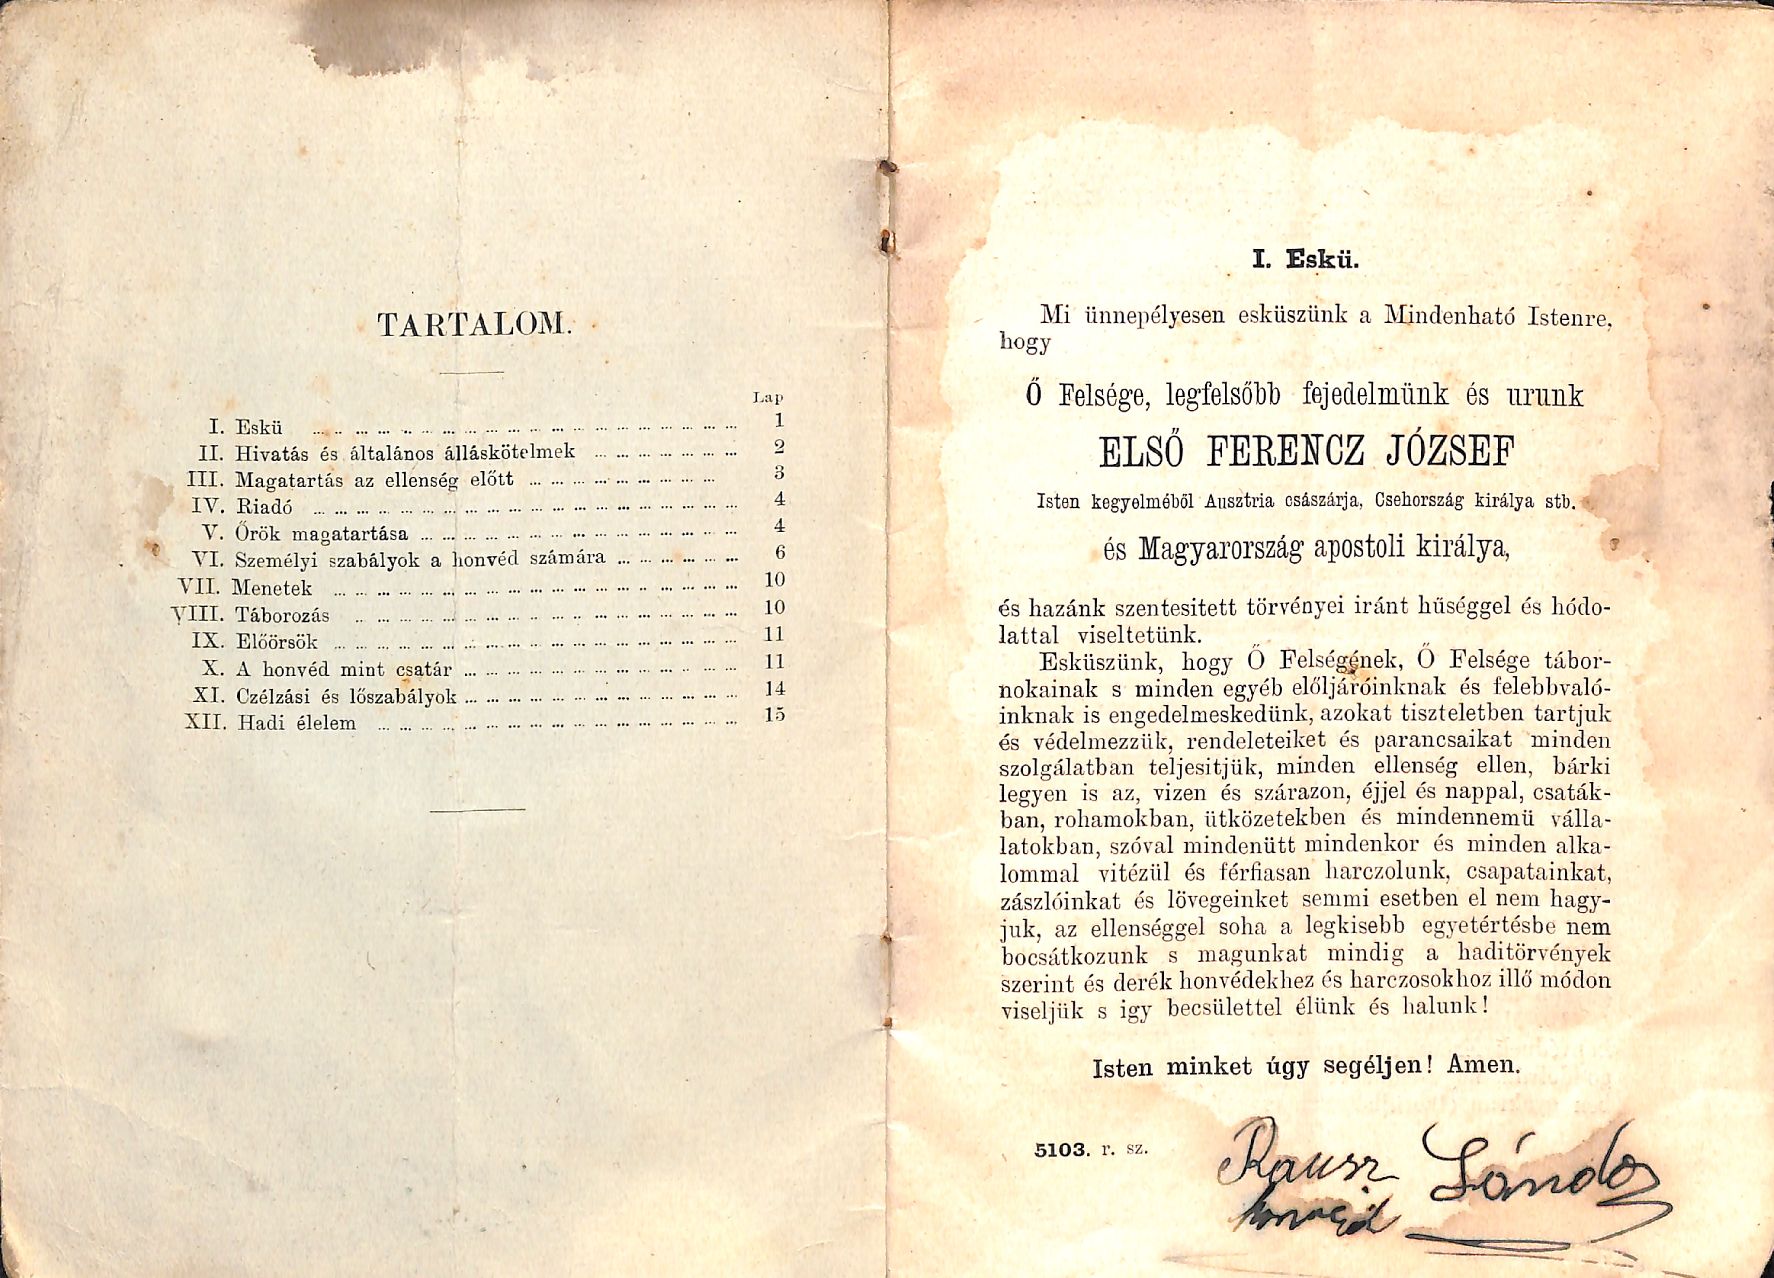 TARTALOM.
Lap
I. Eskü ... 1
II. Hivatás és általános álláskötelmek ... 2
III. Magatartás az ellenség előtt ... 3
IV. Riadó ... 4
V. Őrök magatartása ... 4
VI. Személyi szabályok a honvéd számára ... 6
VII. Menetek ... 10
VIII. Táborozás ... 10
IX. Előörsök ... 11
X. A honvéd mint csatár ... 11
XI. Czélzási és lőszabályok ... 14
XII. Hadi élelem ... 15
I. Eskü.
Mi ünnepélyesen esküszünk a Mindenható Istenre,
hogy
Ő Felsége, legfelsőbb fejedelmünk és urunk
ELSŐ FERENCZ JÓZSEF
Isten kegyelméből Ausztria császárja, Csehország királya stb.
és Magyarország apostoli királya,
és hazánk szentesitett törvényei iránt hűséggel és hódo-
lattal viseltetünk.
Esküszünk, hogy Ő Felségének, Ő Felsége tábor-
nokainak s minden egyéb előljáróinknak és felebbvaló-
inknak is engedelmeskedünk, azokat tiszteletben tartjuk
és védelmezzük, rendeleteiket és parancsaikat minden
szolgálatban teljesitjük, minden ellenség ellen, bárki
legyen is az, vizen és szárazon, éjjel és nappal, csaták-
ban, rohamokban, ütközetekben és mindennemü válla-
latokban, szóval mindenütt mindenkor és minden alka-
lommal vitézül és férfiasan harczolunk, csapatainkat,
zászlóinkat és lövegeinket semmi esetben el nem hagy-
juk, az ellenséggel soha a legkisebb egyetértésbe nem
bocsátkozunk s magunkat mindig a haditörvények
szerint és derék honvédekhez és harczosokhoz illő módon
viseljük s igy becsülettel élünk és halunk!
Isten minket úgy segéljen! Amen.
5103. r. sz.
Rausz Sándor
honvéd